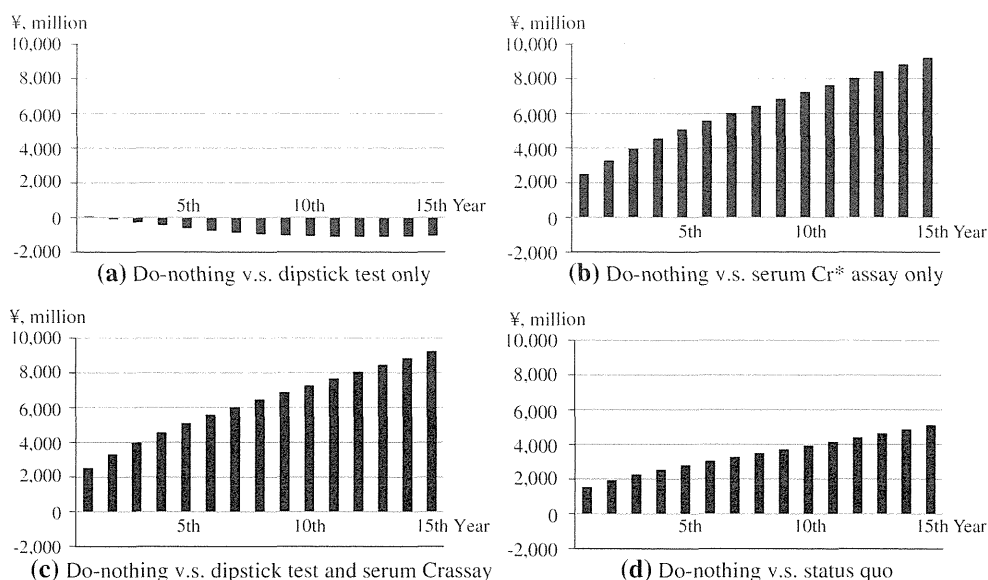 ¥, million
10,000
8,000
6,000
4,000
2,000
0
-2,000
5th 10th 15th Year
(a) Do-nothing v.s. dipstick test only
¥, million
10,000
8,000
6,000
4,000
2,000
0
-2,000
5th 10th 15th Year
(b) Do-nothing v.s. serum Cr* assay only
¥, million
10,000
8,000
6,000
4,000
2,000
0
-2,000
5th 10th 15th Year
(c) Do-nothing v.s. dipstick test and serum Crassay
¥, million
10,000
8,000
6,000
4,000
2,000
0
-2,000
5th 10th 15th Year
(d) Do-nothing v.s. status quo